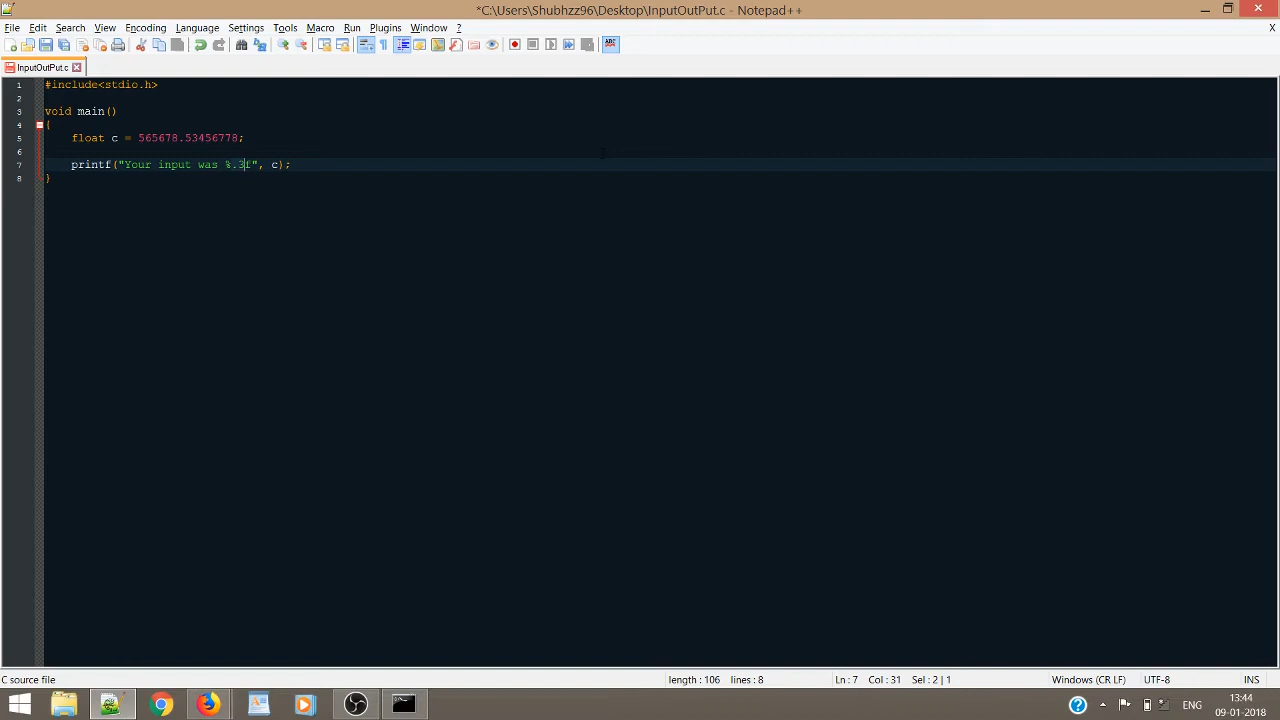 *C:\Users\Shubhzz96\Desktop\InputOutPut.c - Notepad++
File Edit Search View Encoding Language Settings Tools Macro Run Plugins Window ? X
InputOutPut.c
1 #include<stdio.h>
2
3 void main()
4 {
5 float c = 565678.53456778;
6
7 printf("Your input was %.3f", c);
8 }
C source file length : 106 lines : 8 Ln : 7 Col : 31 Sel : 2 | 1 Windows (CR LF) UTF-8 INS
ENG 13:44
09-01-2018